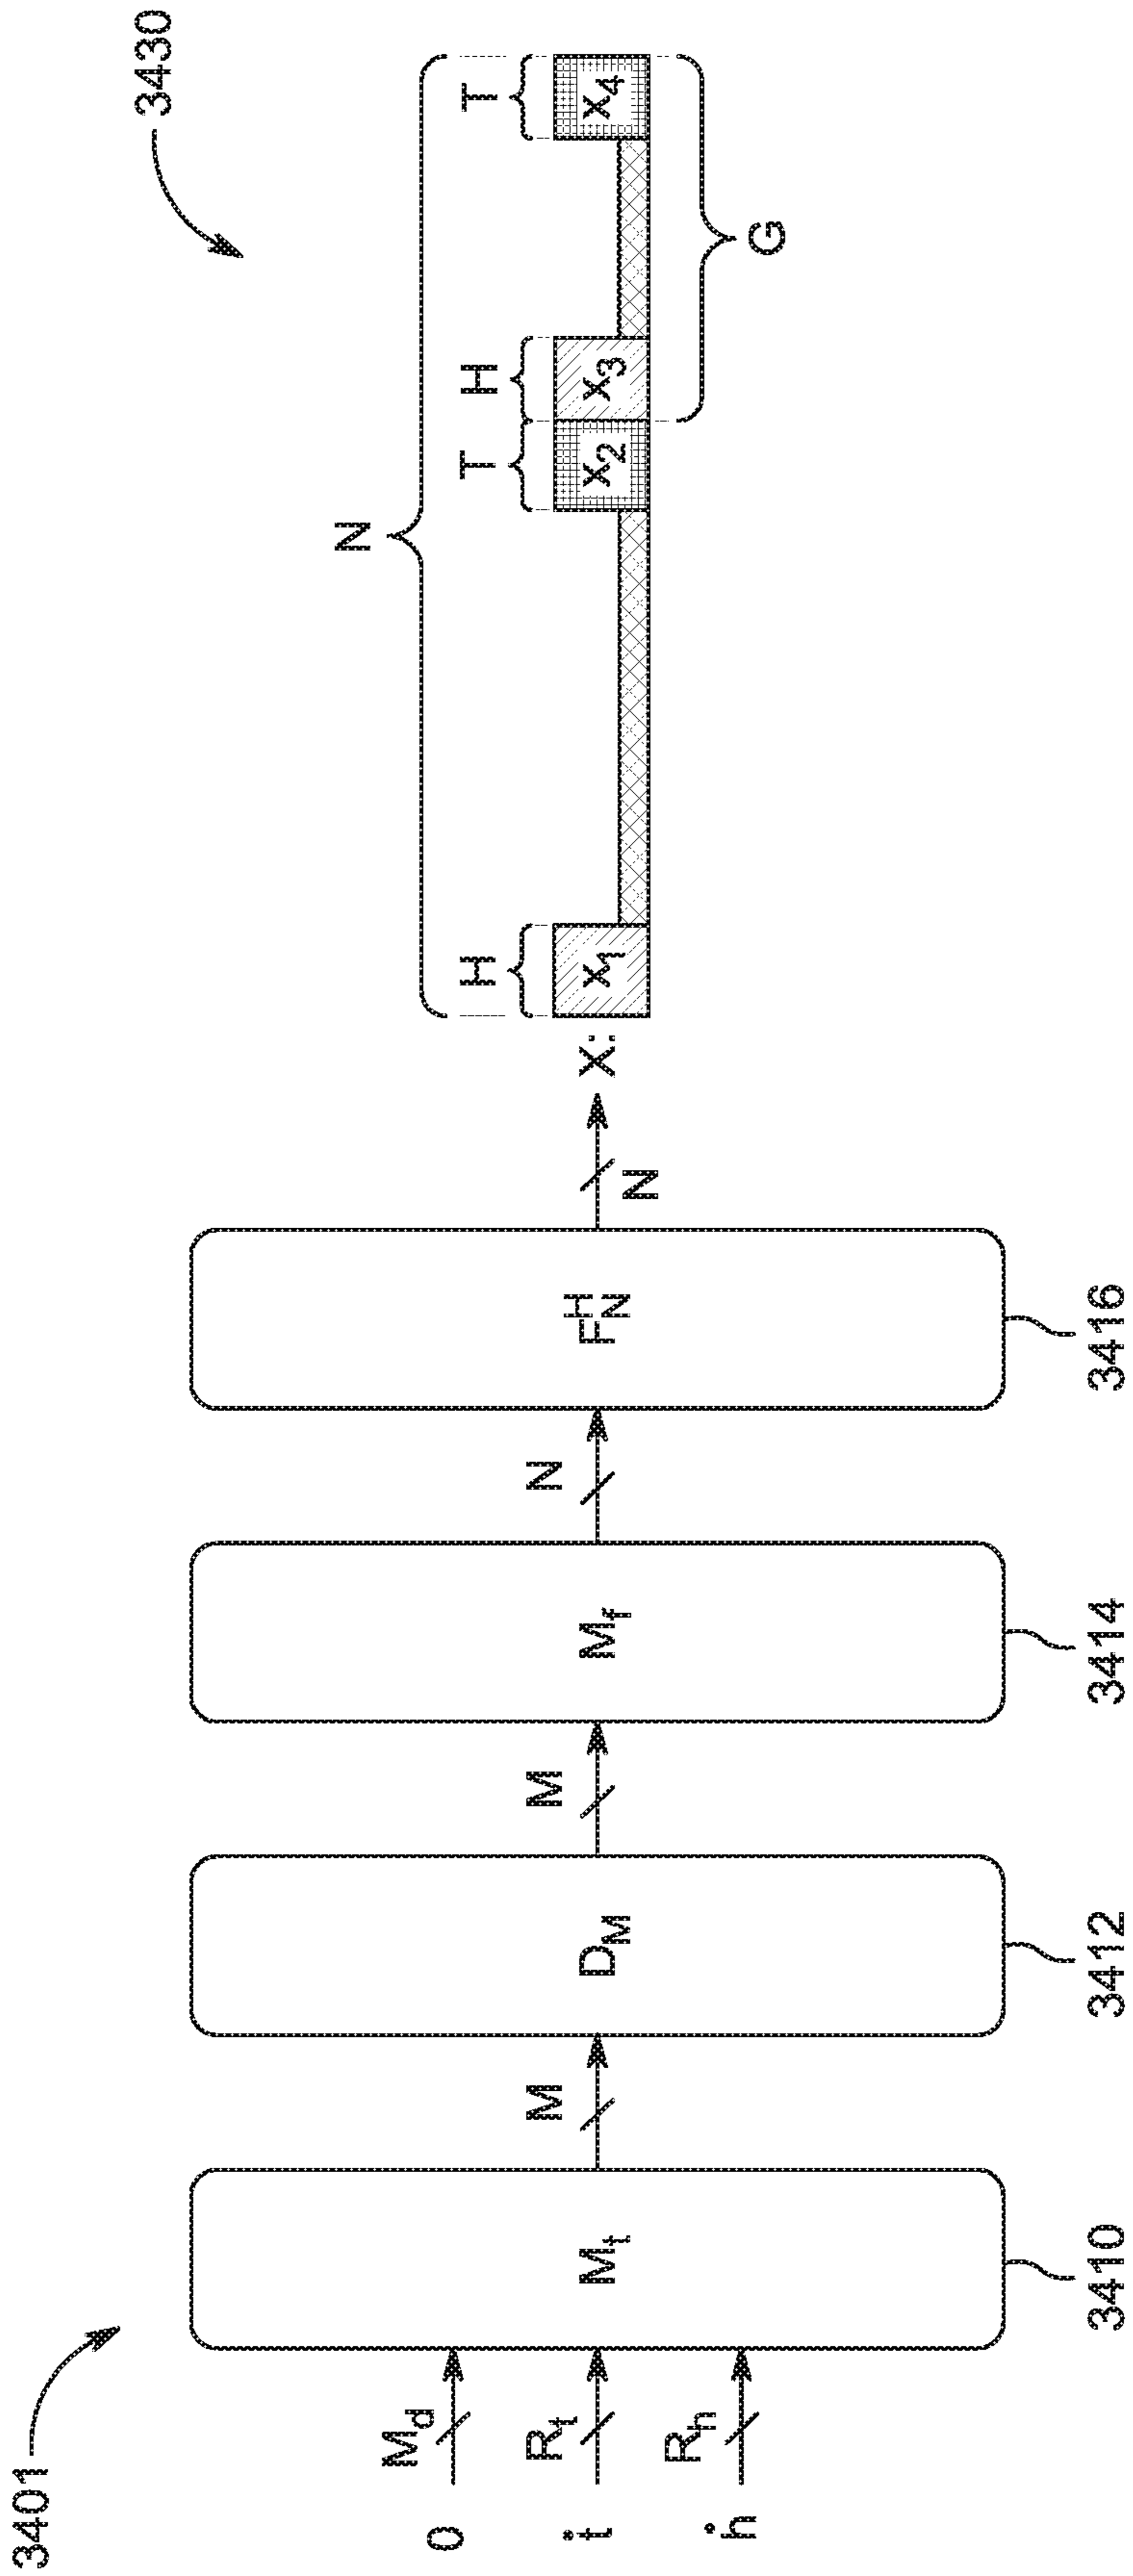 3401
3430
0
M_d
ṫ
R_t
ḣ
R_h
M_t
3410
M
D_M
3412
M
M_f
3414
N
F_N^H
3416
N
X:
N
H
T
H
T
X_1
X_2
X_3
X_4
G